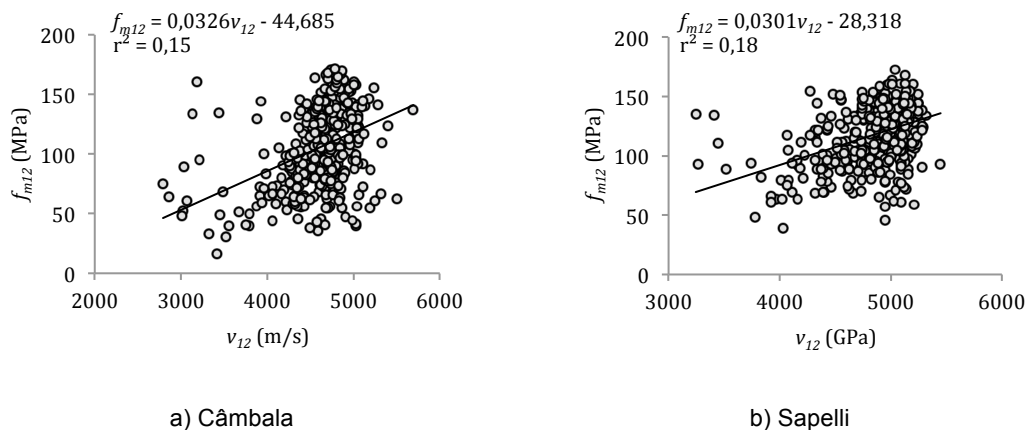 f_m12 = 0,0326v_12 - 44,685
r² = 0,15
200
150
100
50
0
f_m12 (MPa)
2000 3000 4000 5000 6000
v_12 (m/s)
a) Câmbala
f_m12 = 0,0301v_12 - 28,318
r² = 0,18
200
150
100
50
0
f_m12 (MPa)
3000 4000 5000 6000
v_12 (GPa)
b) Sapelli